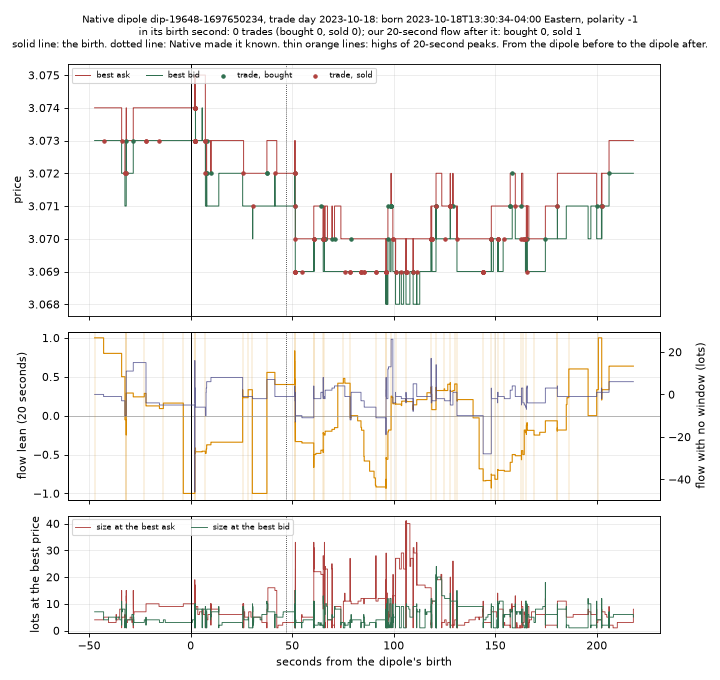 Native dipole dip-19648-1697650234, trade day 2023-10-18: born 2023-10-18T13:30:34-04:00 Eastern, polarity -1
in its birth second: 0 trades (bought 0, sold 0); our 20-second flow after it: bought 0, sold 1
solid line: the birth. dotted line: Native made it known. thin orange lines: highs of 20-second peaks. From the dipole before to the dipole after.
best ask
best bid
trade, bought
trade, sold
3.075
3.074
3.073
3.072
3.071
3.070
3.069
3.068
price
1.0
0.5
0.0
−0.5
−1.0
flow lean (20 seconds)
20
0
−20
−40
flow with no window (lots)
size at the best ask
size at the best bid
40
30
20
10
0
lots at the best price
−50
0
50
100
150
200
seconds from the dipole's birth